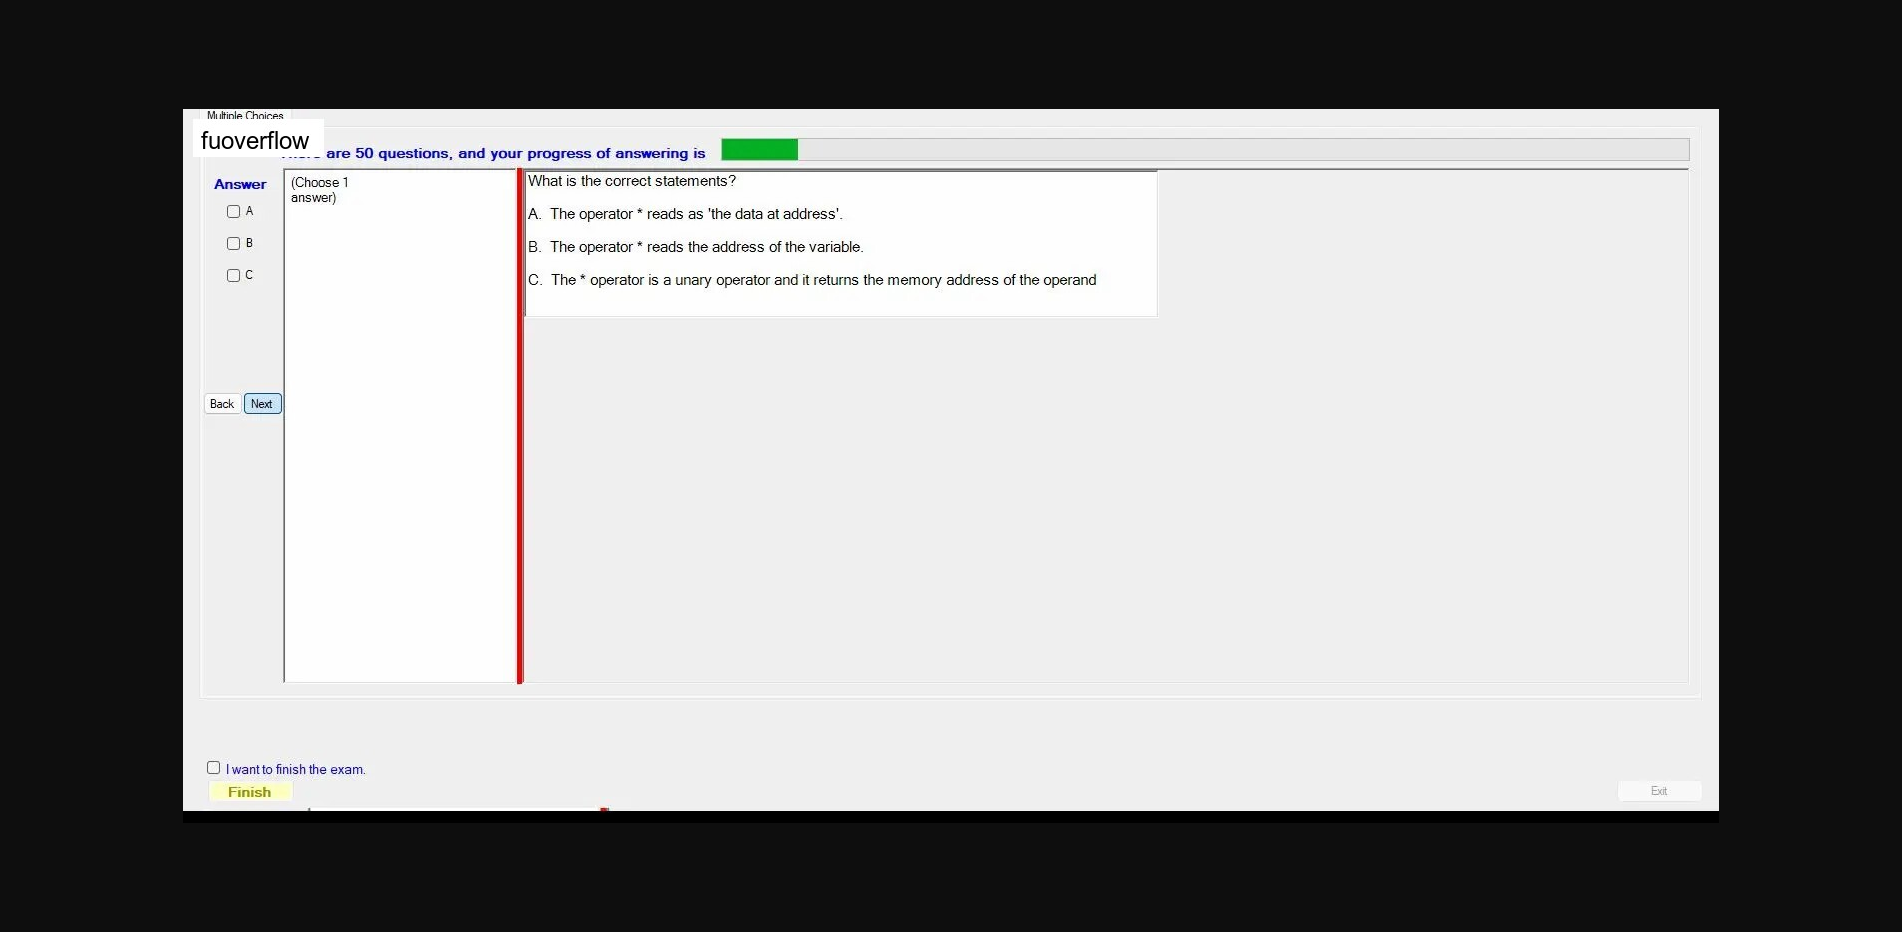 Multiple Choices
fuoverflow
There are 50 questions, and your progress of answering is
Answer
(Choose 1
answer)
A
B
C
What is the correct statements?
A. The operator * reads as 'the data at address'.
B. The operator * reads the address of the variable.
C. The * operator is a unary operator and it returns the memory address of the operand
Back
Next
I want to finish the exam.
Finish
Exit